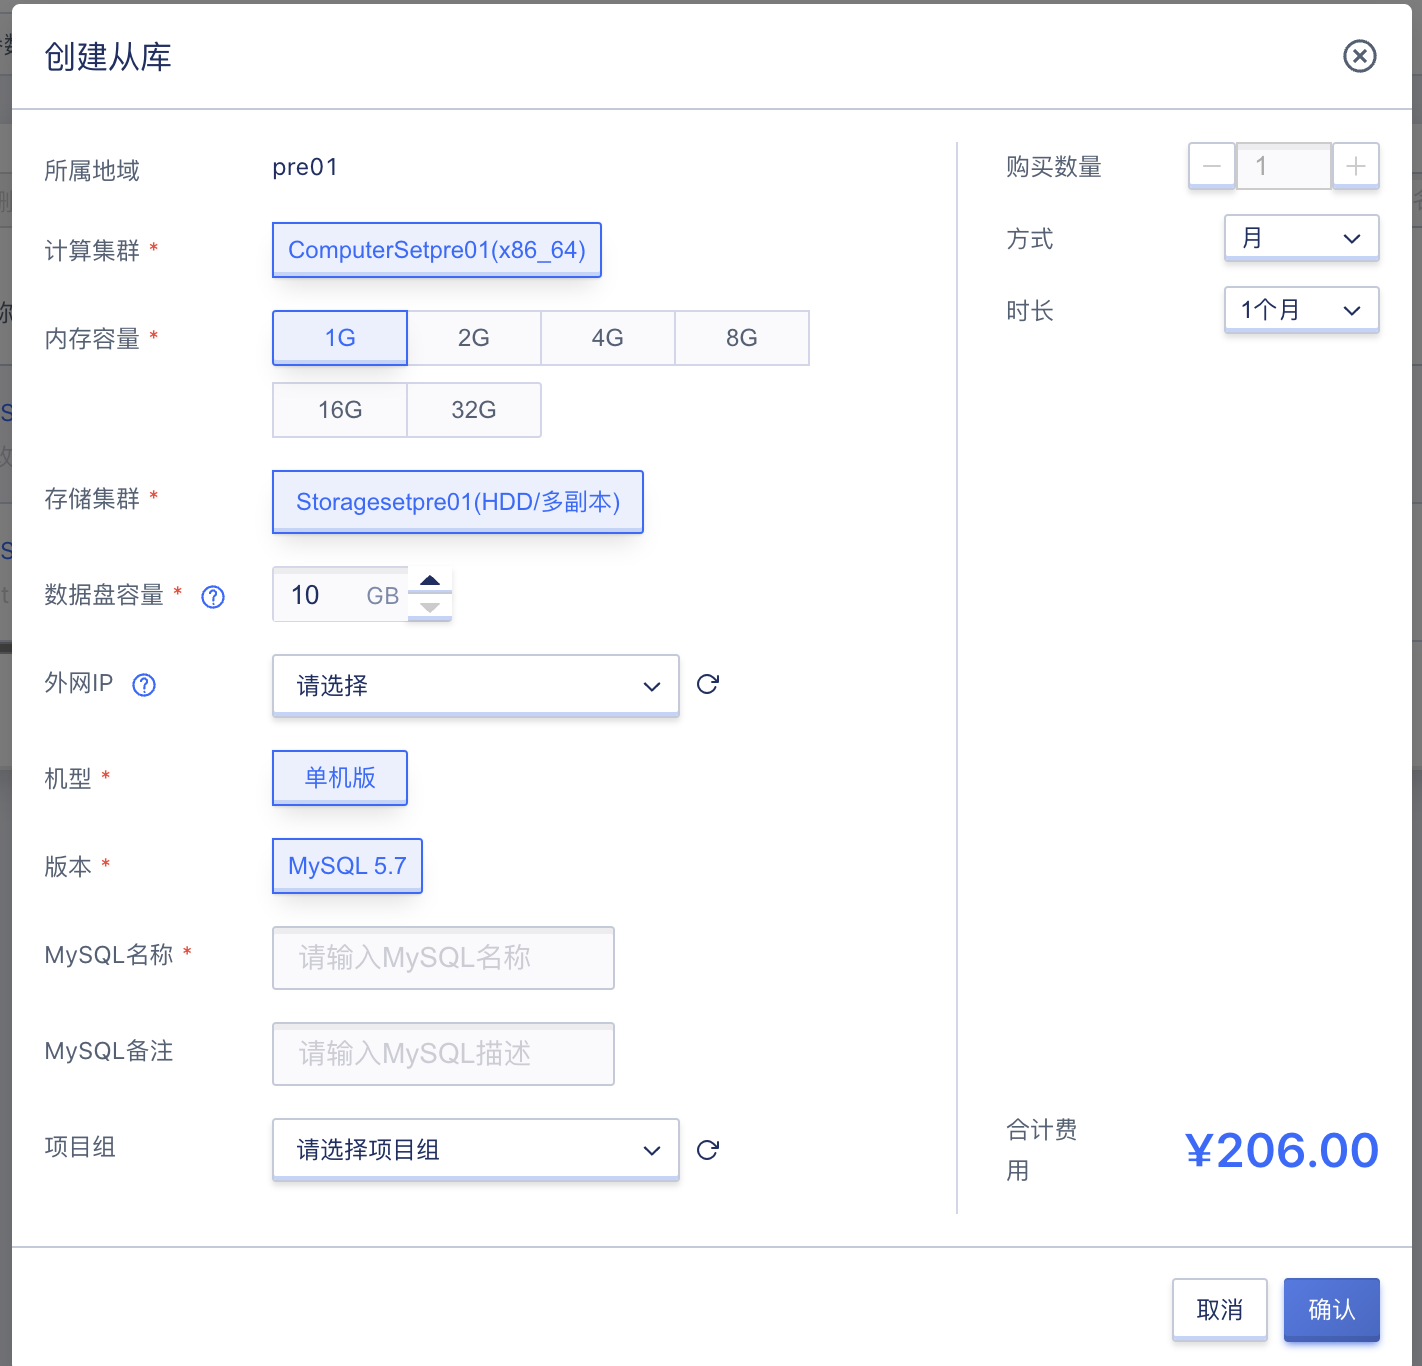 创建从库
所属地域 pre01
计算集群 * ComputerSetpre01(x86_64)
内存容量 * 1G 2G 4G 8G
16G 32G
存储集群 * Storagesetpre01(HDD/多副本)
数据盘容量 * 10 GB
外网IP 请选择
机型 * 单机版
版本 * MySQL 5.7
MySQL名称 * 请输入MySQL名称
MySQL备注 请输入MySQL描述
项目组 请选择项目组
购买数量 1
方式 月
时长 1个月
合计费
用
¥206.00
取消 确认